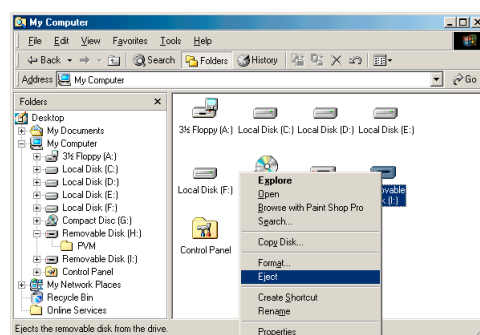 My Computer
File Edit View Favorites Tools Help
Back Search Folders History
Address My Computer Go
Folders
Desktop
My Documents
My Computer
3½ Floppy (A:)
Local Disk (C:)
Local Disk (D:)
Local Disk (E:)
Local Disk (F:)
Compact Disc (G:)
Removable Disk (H:)
PVM
Removable Disk (I:)
Control Panel
My Network Places
Recycle Bin
Online Services
3½ Floppy (A:) Local Disk (C:) Local Disk (D:) Local Disk (E:)
Local Disk (F:)
Control Panel
Explore
Open
Browse with Paint Shop Pro
Search...
Copy Disk...
Format...
Eject
Create Shortcut
Rename
Properties
(I:)
Ejects the removable disk from the drive.